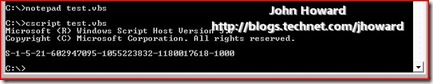 C:\>notepad test.vbs
John Howard
http://blogs.technet.com/jhoward
C:\>cscript test.vbs
Microsoft (R) Windows Script Host Version 5.
Copyright (C) Microsoft Corporation. All rights reserved.
S-1-5-21-602947095-1055223832-1180017618-1000
C:\>